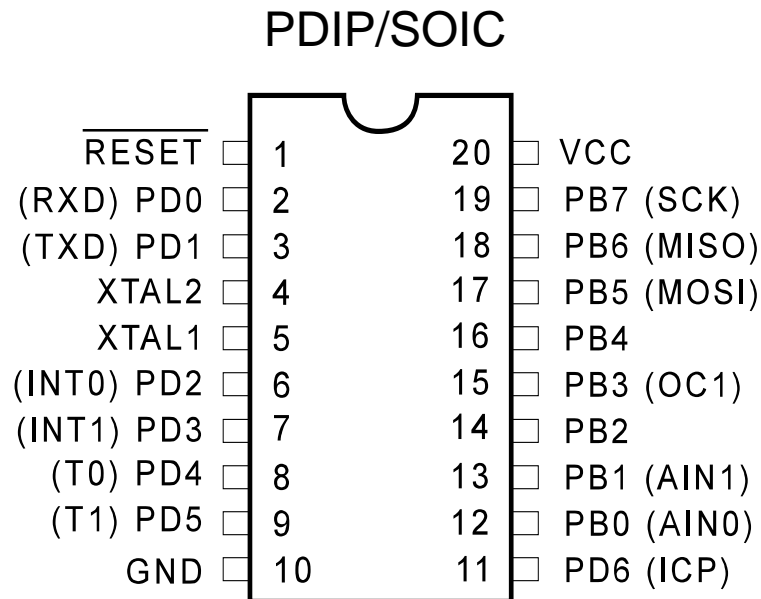 PDIP/SOIC
RESET 1 20 VCC
(RXD) PD0 2 19 PB7 (SCK)
(TXD) PD1 3 18 PB6 (MISO)
XTAL2 4 17 PB5 (MOSI)
XTAL1 5 16 PB4
(INT0) PD2 6 15 PB3 (OC1)
(INT1) PD3 7 14 PB2
(T0) PD4 8 13 PB1 (AIN1)
(T1) PD5 9 12 PB0 (AIN0)
GND 10 11 PD6 (ICP)